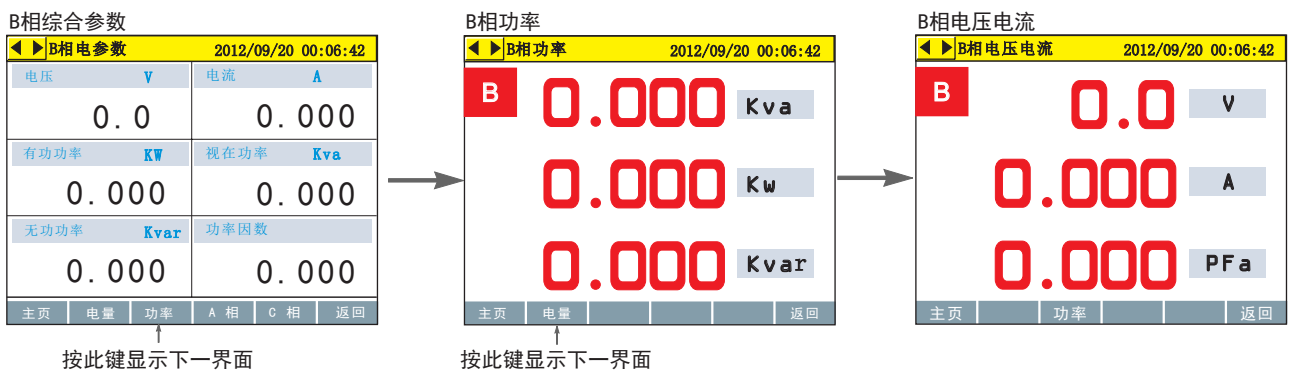 B相综合参数
B相电参数 2012/09/20 00:06:42
电压 V 电流 A
0.0 0.000
有功功率 KW 视在功率 Kva
0.000 0.000
无功功率 Kvar 功率因数
0.000 0.000
主页 电量 功率 A 相 C 相 返回
按此键显示下一界面
B相功率
B相功率 2012/09/20 00:06:42
B 0.000 Kva
0.000 Kw
0.000 Kvar
主页 电量 返回
按此键显示下一界面
B相电压电流
B相电压电流 2012/09/20 00:06:42
B 0.0 V
0.000 A
0.000 PFa
主页 功率 返回